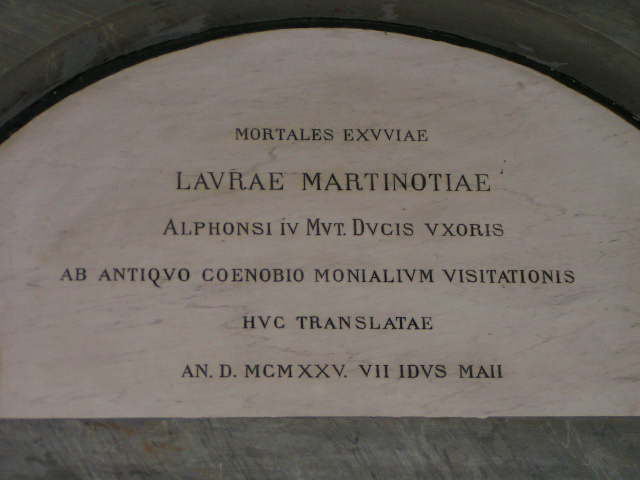 MORTALES EXVVIAE
LAVRAE MARTINOTIAE
ALPHONSI IV MVT. DVCIS VXORIS
AB ANTIQVO COENOBIO MONIALIVM VISITATIONIS
HVC TRANSLATAE
AN. D. MCMXXV. VII IDVS MAII